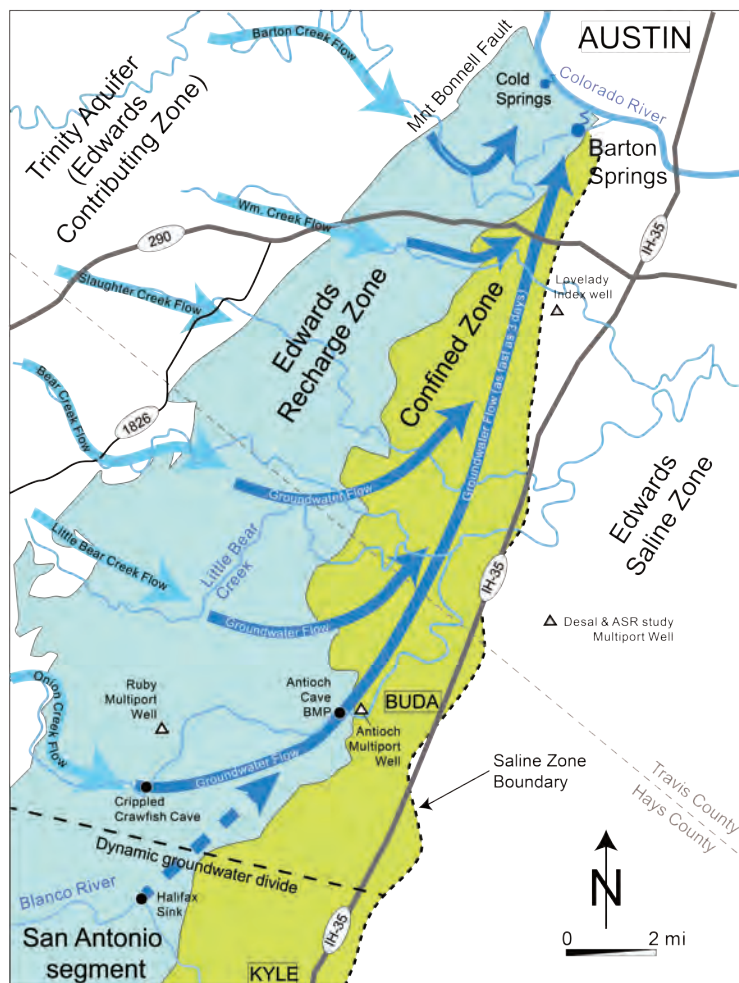 Barton Creek Flow
AUSTIN
Cold
Springs
Colorado River
Mnt Bonnell Fault
Trinity Aquifer
(Edwards
Contributing Zone)
Barton
Springs
Wm. Creek Flow
290
IH-35
Slaughter Creek Flow
Lovelady
Index well
Edwards
Recharge Zone
Confined Zone
Groundwater Flow (as fast as 3 days)
Bear Creek Flow
1826
Groundwater Flow
Edwards
Saline Zone
Little Bear Creek Flow
Little Bear
Creek
IH-35
Groundwater Flow
Desal & ASR study
Multiport Well
Onion Creek Flow
Ruby
Multiport
Well
Antioch
Cave
BMP
BUDA
Antioch
Multiport
Well
Groundwater Flow
Saline Zone
Boundary
Travis County
Hays County
Crippled
Crawfish Cave
Dynamic groundwater divide
Blanco River
Halifax
Sink
N
San Antonio
segment
IH-35
0 2 mi
KYLE